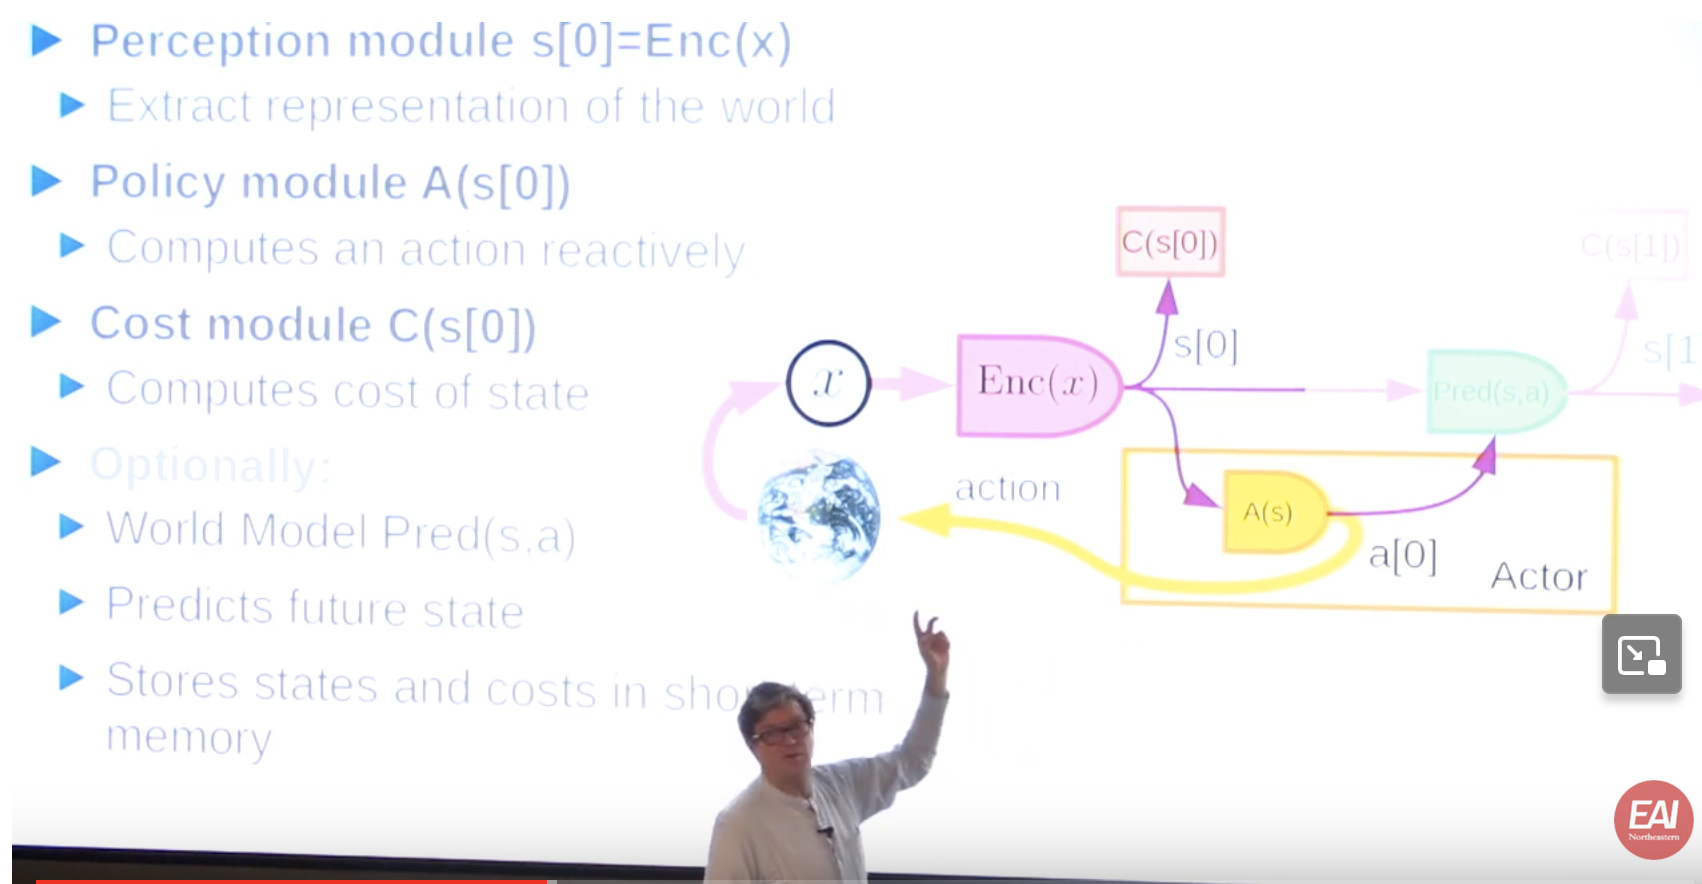 Perception module s[0]=Enc(x)
Extract representation of the world
Policy module A(s[0])
Computes an action reactively
Cost module C(s[0])
Computes cost of state
Optionally:
World Model Pred(s,a)
Predicts future state
Stores states and costs in sho erm
memory
C(s[0])
C(s[1])
s[0]
s[1
x
Enc(x)
Pred(s,a)
action
A(s)
a[0]
Actor
EAI
Northeastern